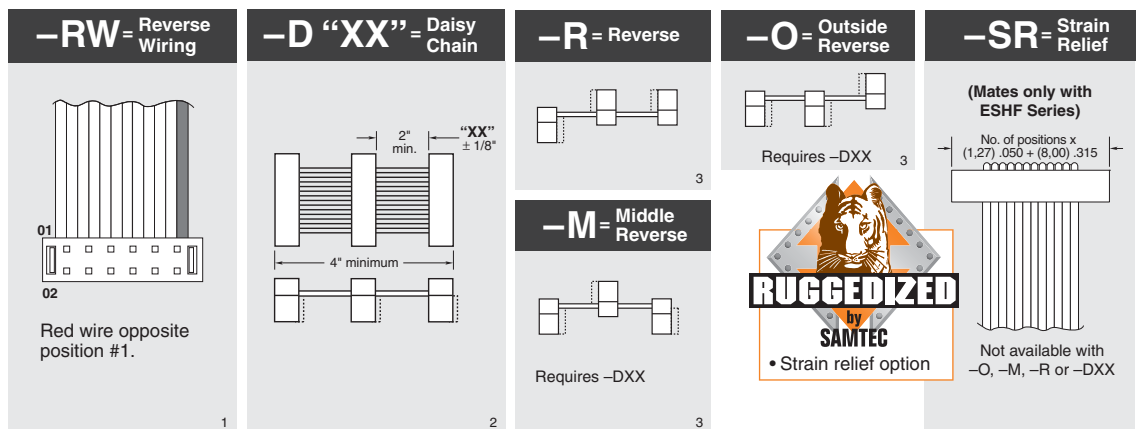 –RW = Reverse Wiring
01
02
Red wire opposite
position #1.
1
–D “XX” = Daisy Chain
2"
min.
“XX”
± 1/8"
4" minimum
2
–R = Reverse
3
–M = Middle Reverse
Requires –DXX
3
–O = Outside Reverse
Requires –DXX
3
RUGGEDIZED
by
SAMTEC
• Strain relief option
–SR = Strain Relief
(Mates only with
ESHF Series)
No. of positions x
(1,27) .050 + (8,00) .315
Not available with
–O, –M, –R or –DXX